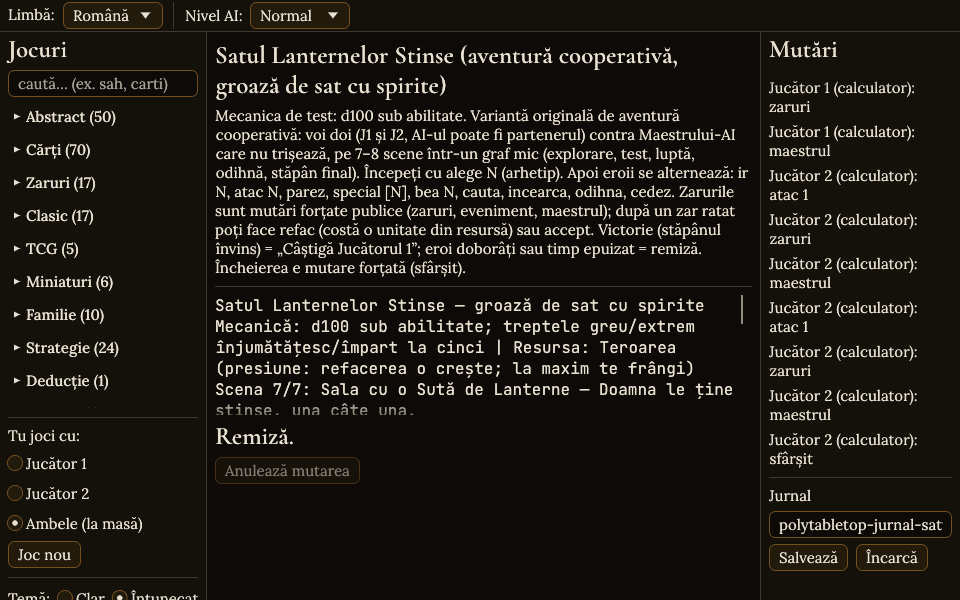 Limbă: Română ▼ Nivel AI: Normal ▼
Jocuri
caută... (ex. sah, carti)
▸ Abstract (50)
▸ Cărți (70)
▸ Zaruri (17)
▸ Clasic (17)
▸ TCG (5)
▸ Miniaturi (6)
▸ Familie (10)
▸ Strategie (24)
▸ Deducție (1)
Tu joci cu:
Jucător 1
Jucător 2
Ambele (la masă)
Joc nou
Temă: Clar Întunecat
Satul Lanternelor Stinse (aventură cooperativă,
groază de sat cu spirite)
Mecanica de test: d100 sub abilitate. Variantă originală de aventură
cooperativă: voi doi (J1 și J2, AI-ul poate fi partenerul) contra Maestrului-AI
care nu trișează, pe 7–8 scene într-un graf mic (explorare, test, luptă,
odihnă, stăpân final). Începeți cu alege N (arhetip). Apoi eroii se alternează: ir
N, atac N, parez, special [N], bea N, cauta, incearca, odihna, cedez. Zarurile
sunt mutări forțate publice (zaruri, eveniment, maestrul); după un zar ratat
poți face refac (costă o unitate din resursă) sau accept. Victorie (stăpânul
învins) = „Câștigă Jucătorul 1”; eroi doborâți sau timp epuizat = remiză.
Încheierea e mutare forțată (sfârșit).
Satul Lanternelor Stinse — groază de sat cu spirite
Mecanică: d100 sub abilitate; treptele greu/extrem
înjumătățesc/împart la cinci | Resursa: Teroarea
(presiune: refacerea o crește; la maxim te frângi)
Scena 7/7: Sala cu o Sută de Lanterne — Doamna le ține
stinse, una câte una.
Remiză.
Anulează mutarea
Mutări
Jucător 1 (calculator):
zaruri
Jucător 1 (calculator):
maestrul
Jucător 2 (calculator):
atac 1
Jucător 2 (calculator):
zaruri
Jucător 2 (calculator):
maestrul
Jucător 2 (calculator):
atac 1
Jucător 2 (calculator):
zaruri
Jucător 2 (calculator):
maestrul
Jucător 2 (calculator):
sfârșit
Jurnal
polytabletop-jurnal-sat
Salvează Încarcă